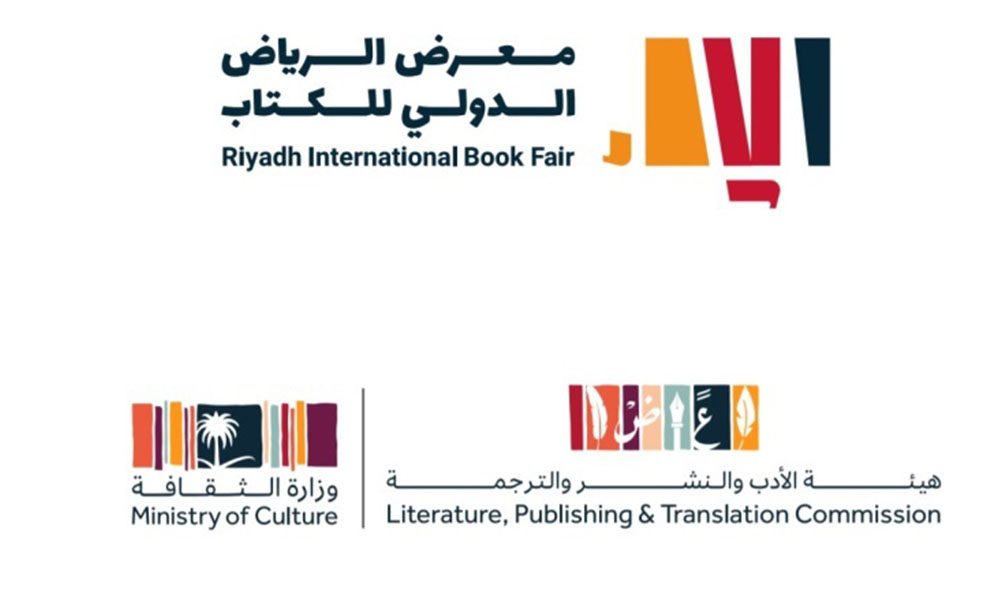 معرض الرياض
الدولي للكتاب
Riyadh International Book Fair
وزارة الثقافة
Ministry of Culture
هيئة الأدب والنشر والترجمة
Literature, Publishing & Translation Commission